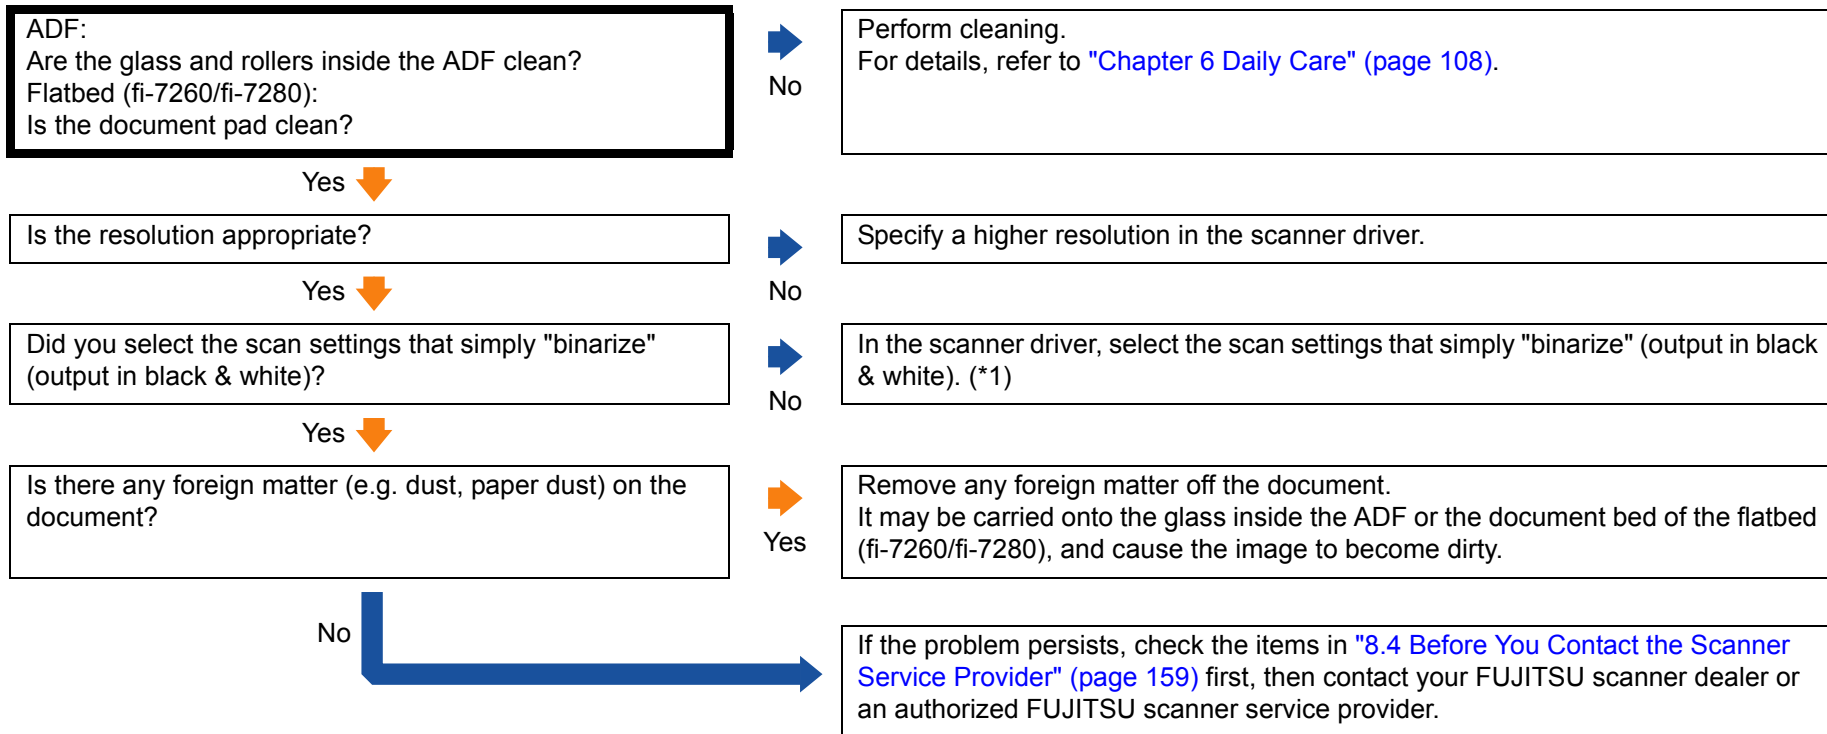 ADF:
Are the glass and rollers inside the ADF clean?
Flatbed (fi-7260/fi-7280):
Is the document pad clean?
No
Perform cleaning.
For details, refer to "Chapter 6 Daily Care" (page 108).
Yes
Is the resolution appropriate?
No
Specify a higher resolution in the scanner driver.
Yes
Did you select the scan settings that simply "binarize"
(output in black & white)?
No
In the scanner driver, select the scan settings that simply "binarize" (output in black
& white). (*1)
Yes
Is there any foreign matter (e.g. dust, paper dust) on the
document?
Yes
Remove any foreign matter off the document.
It may be carried onto the glass inside the ADF or the document bed of the flatbed
(fi-7260/fi-7280), and cause the image to become dirty.
No
If the problem persists, check the items in "8.4 Before You Contact the Scanner
Service Provider" (page 159) first, then contact your FUJITSU scanner dealer or
an authorized FUJITSU scanner service provider.